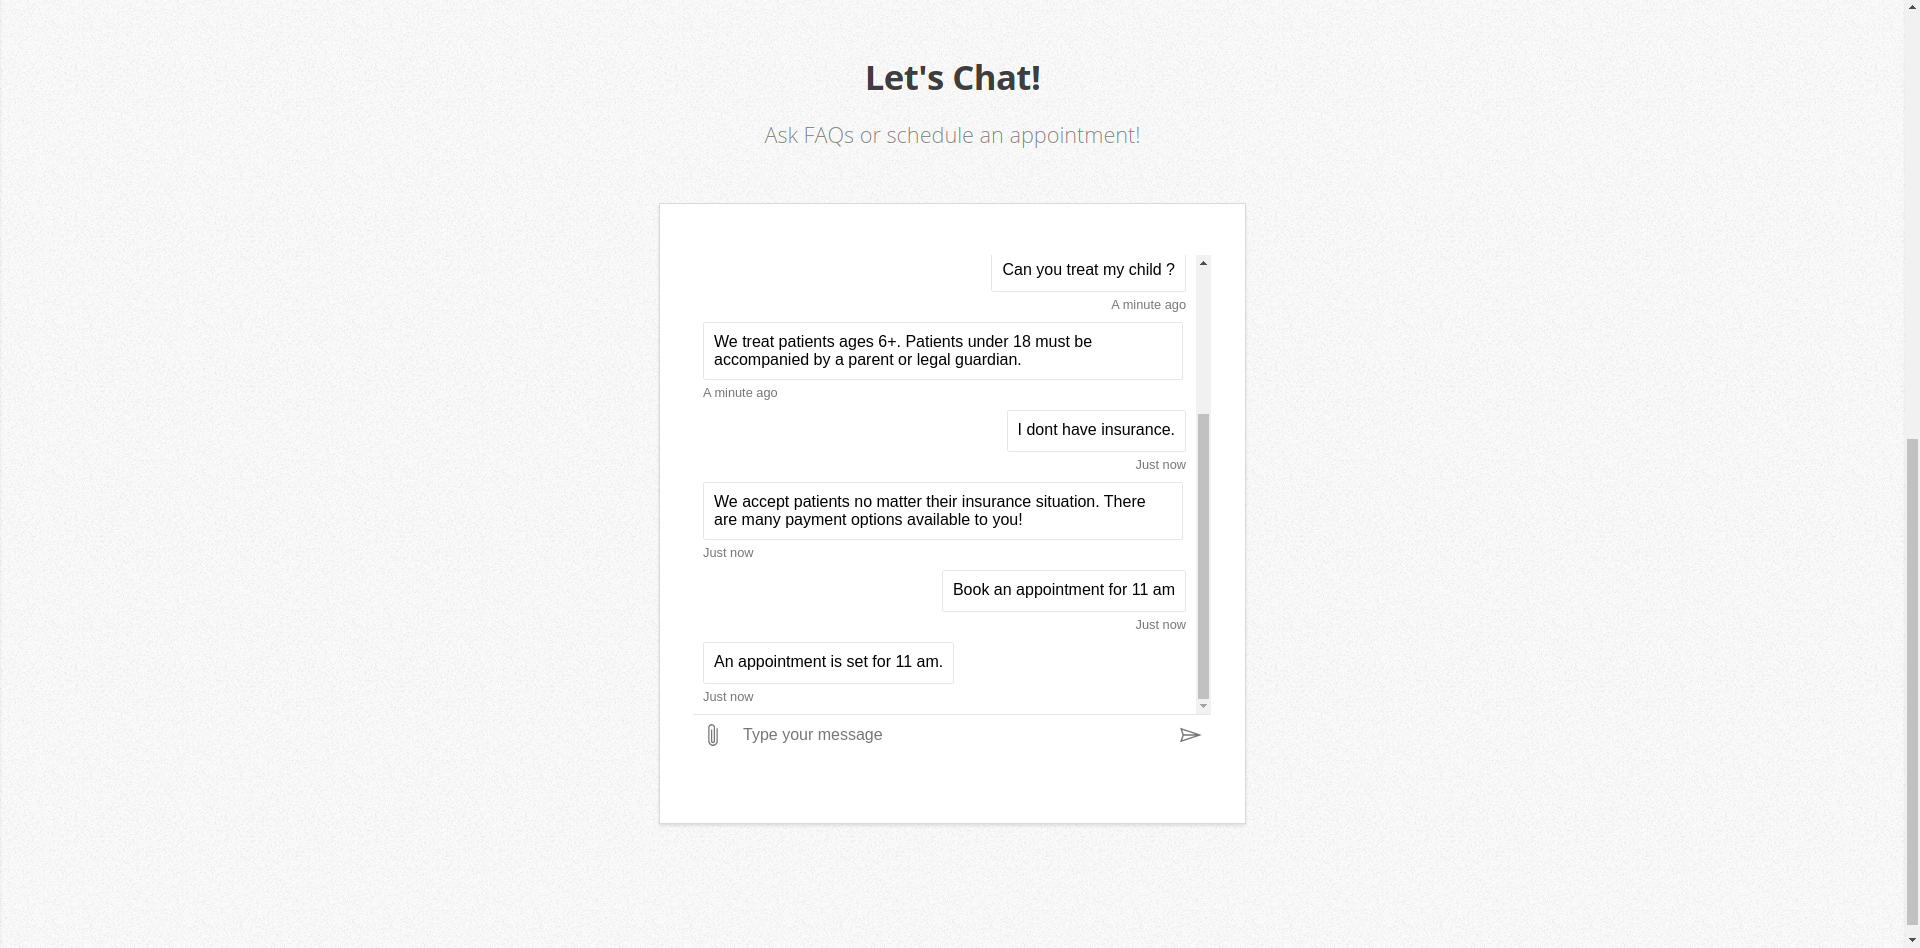 Let's Chat!
Ask FAQs or schedule an appointment!
Can you treat my child ?
A minute ago
We treat patients ages 6+. Patients under 18 must be
accompanied by a parent or legal guardian.
A minute ago
I dont have insurance.
Just now
We accept patients no matter their insurance situation. There
are many payment options available to you!
Just now
Book an appointment for 11 am
Just now
An appointment is set for 11 am.
Just now
Type your message